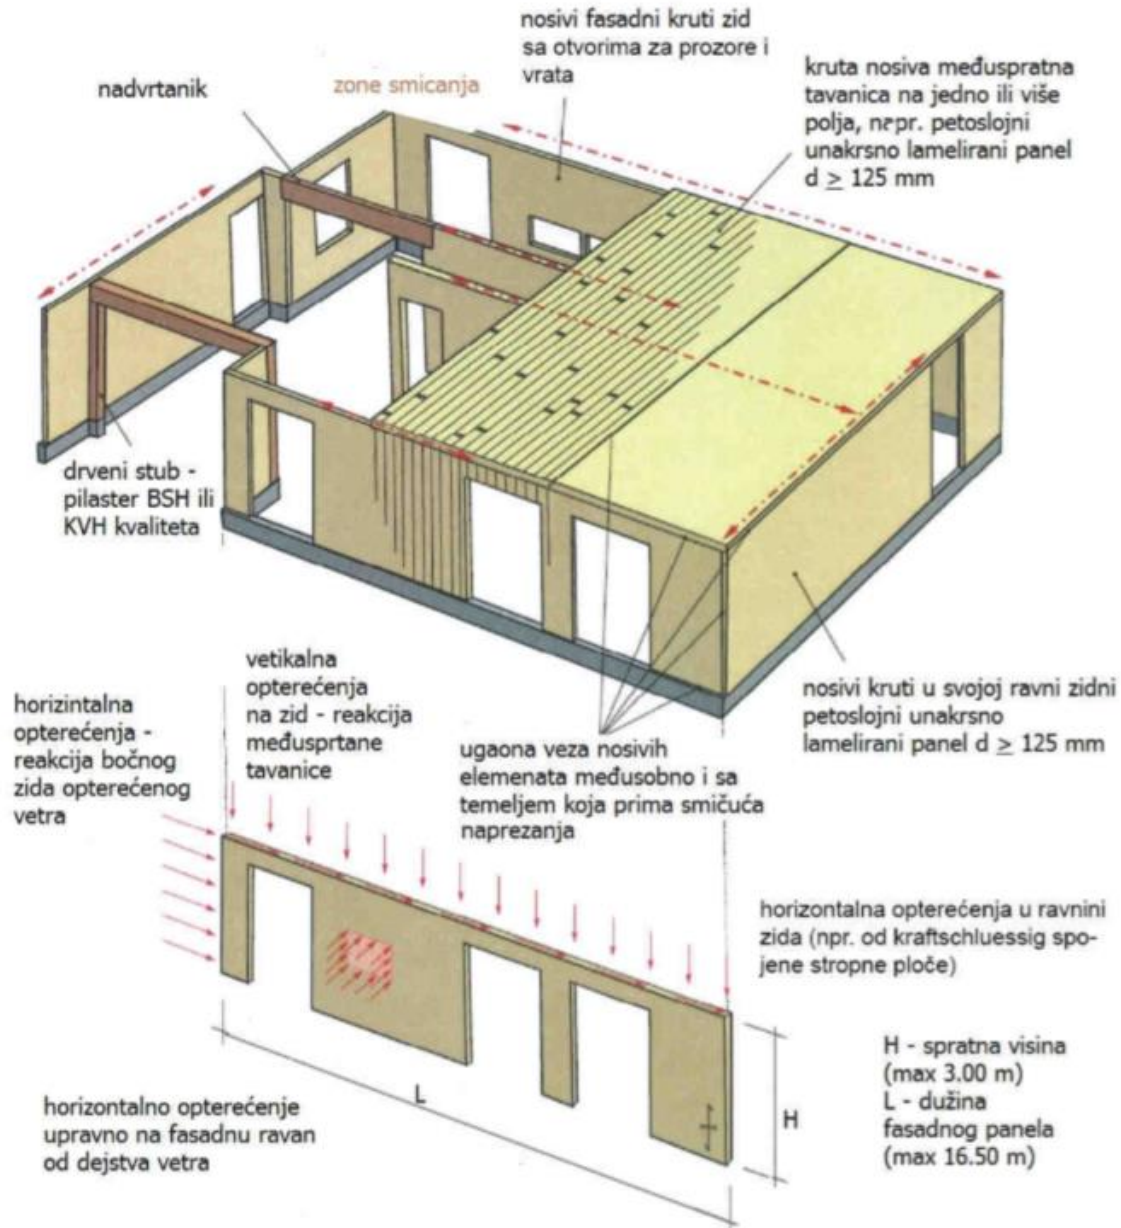 nosivi fasadni kruti zid
sa otvorima za prozore i
vrata
nadvrtanik
zone smicanja
kruta nosiva međuspratna
tavanica na jedno ili više
polja, nepr. petoslojni
unakrsno lamelirani panel
d ≥ 125 mm
drveni stub -
pilaster BSH ili
KVH kvaliteta
vetikalna
opterećenja
na zid - reakcija
međusprtane
tavanice
horizintalna
opterećenja -
reakcija bočnog
zida opterećenog
vetra
ugaona veza nosivih
elemenata međusobno i sa
temeljem koja prima smičuća
naprezanja
nosivi kruti u svojoj ravni zidni
petoslojni unakrsno
lamelirani panel d ≥ 125 mm
horizontalna opterećenja u ravnini
zida (npr. od kraftschluessig spo-
jene stropne ploče)
L
H
H - spratna visina
(max 3.00 m)
L - dužina
fasadnog panela
(max 16.50 m)
horizontalno opterećenje
upravno na fasadnu ravan
od dejstva vetra